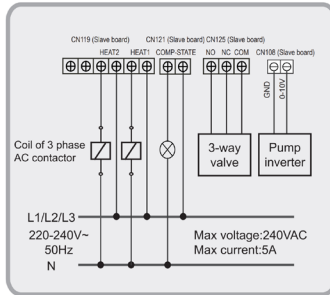 CN119 (Slave board) CN121 (Slave board) CN125 (Slave board)
HEAT2 HEAT1 COMP-STATE NO NC COM CN108 (Slave board)
GND
0-10V
Coil of 3 phase
AC contactor
3-way
valve
Pump
inverter
L1/L2/L3
220-240V~
50Hz
N
Max voltage:240VAC
Max current:5A